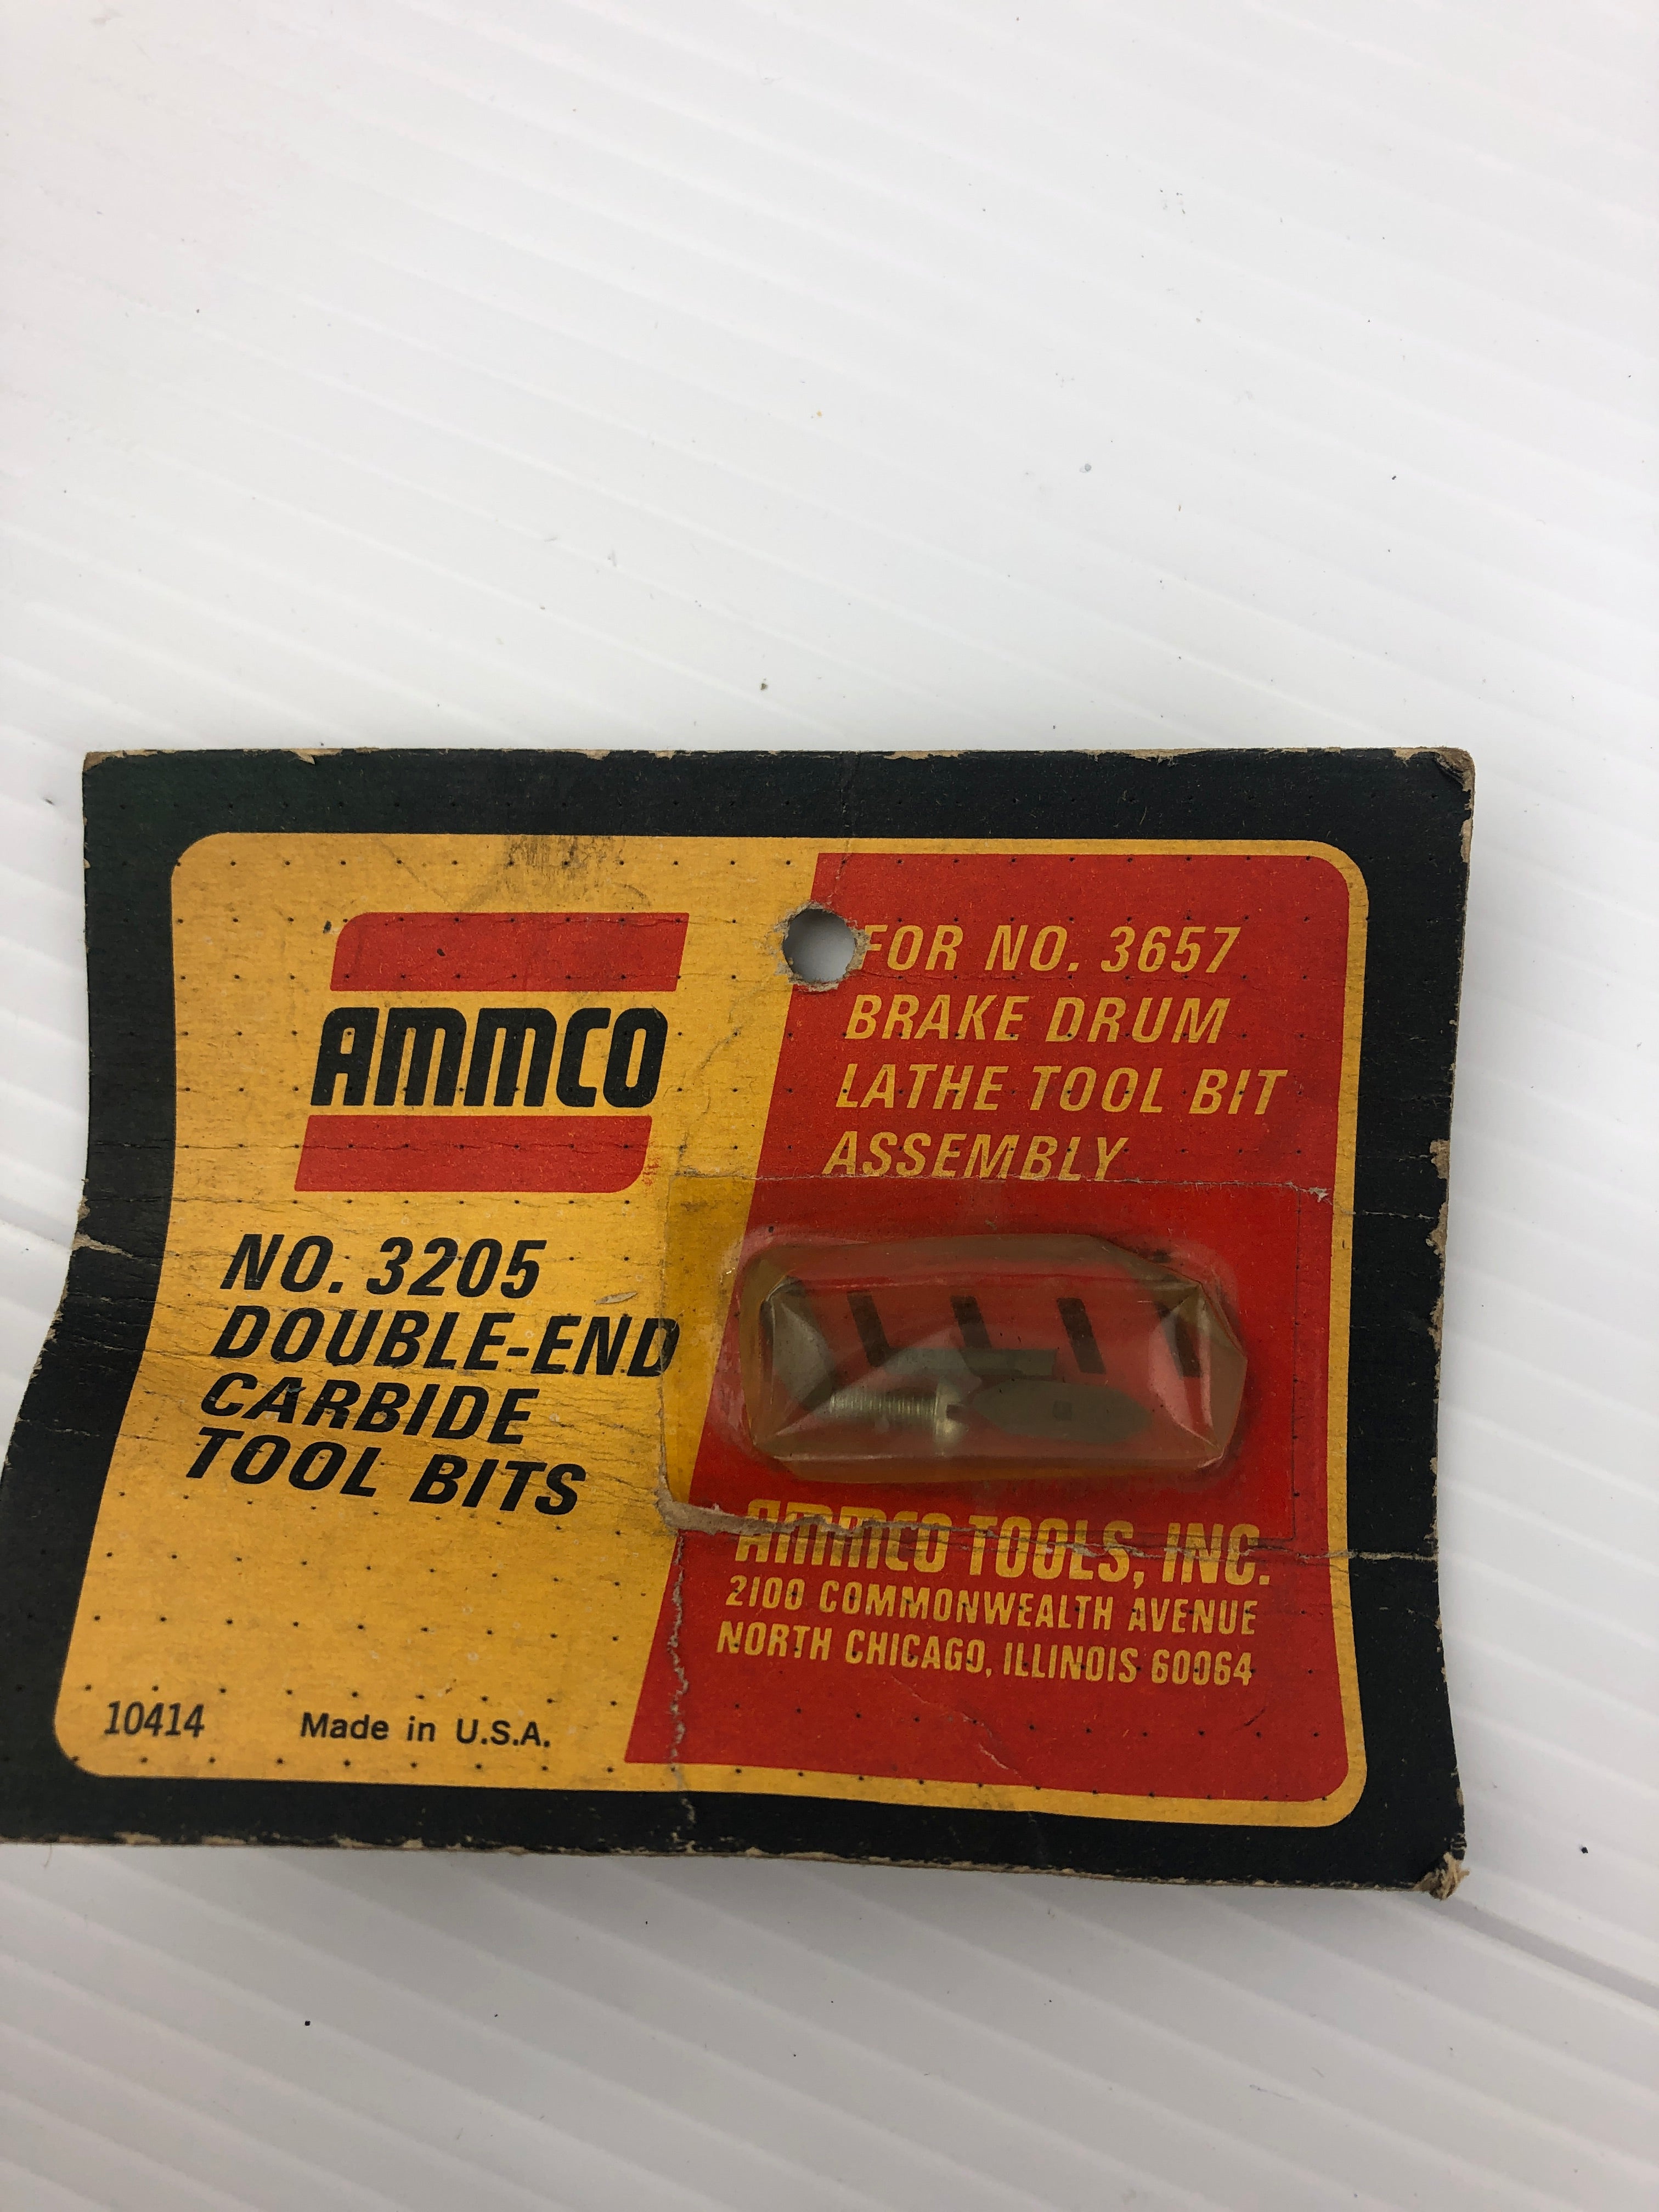 AMMCO
NO. 3205
DOUBLE-END
CARBIDE
TOOL BITS
10414 Made in U.S.A.
FOR NO. 3657
BRAKE DRUM
LATHE TOOL BIT
ASSEMBLY
AMMCO TOOLS, INC.
2100 COMMONWEALTH AVENUE
NORTH CHICAGO, ILLINOIS 60064